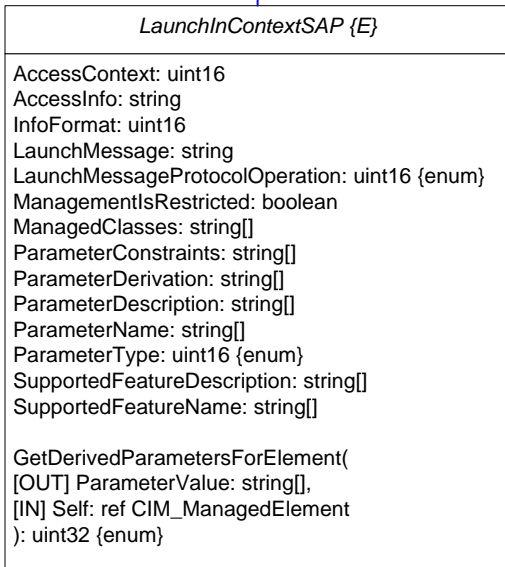 LaunchInContextSAP {E}
AccessContext: uint16
AccessInfo: string
InfoFormat: uint16
LaunchMessage: string
LaunchMessageProtocolOperation: uint16 {enum}
ManagementIsRestricted: boolean
ManagedClasses: string[]
ParameterConstraints: string[]
ParameterDerivation: string[]
ParameterDescription: string[]
ParameterName: string[]
ParameterType: uint16 {enum}
SupportedFeatureDescription: string[]
SupportedFeatureName: string[]
GetDerivedParametersForElement(
[OUT] ParameterValue: string[],
[IN] Self: ref CIM_ManagedElement
): uint32 {enum}